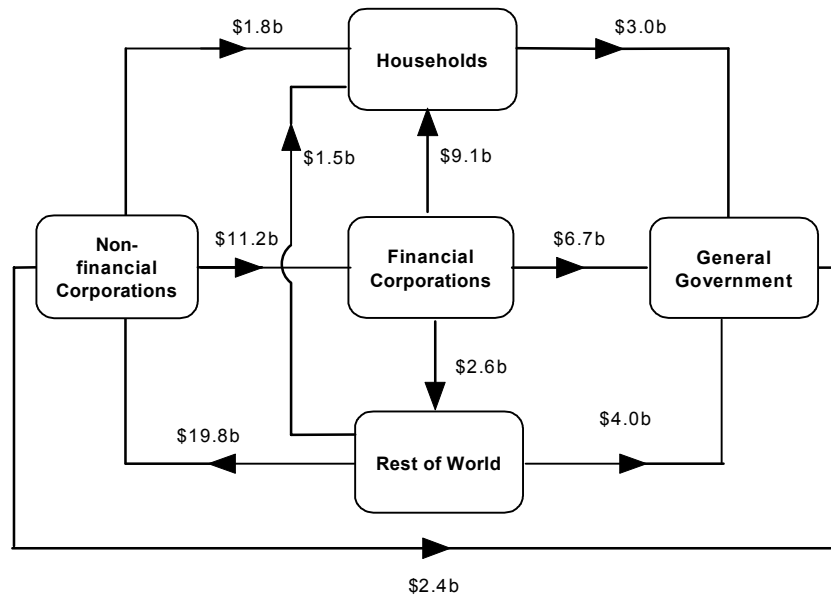 $1.8b
$3.0b
Households
$1.5b
$9.1b
Non-
financial
Corporations
$11.2b
Financial
Corporations
$6.7b
General
Government
$2.6b
$19.8b
Rest of World
$4.0b
$2.4b